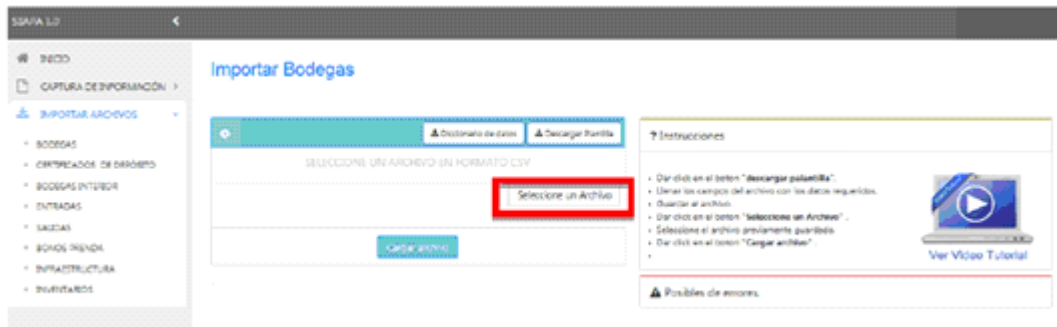 SIAPA 1.0
INICIO
CAPTURA DE INFORMACIÓN
IMPORTAR ARCHIVOS
BODEGAS
CERTIFICADOS DE DEPÓSITO
BODEGAS INTERIOR
ENTRADAS
SALIDAS
BONOS PRENDA
INFRAESTRUCTURA
INVENTARIOS
Importar Bodegas
Diccionario de datos
Descargar Plantilla
SELECCIONE UN ARCHIVO EN FORMATO CSV
Seleccione un Archivo
Cargar archivo
? Instrucciones
Dar click en el boton "descargar palantilla".
Llenar los campos del archivo con los datos requeridos.
Guardar el archivo.
Dar click en el boton "Seleccione un Archivo".
Seleccione el archivo previamente guardado.
Dar click en el boton "Cargar archivo".
Ver Video Tutorial
Posibles de errores.